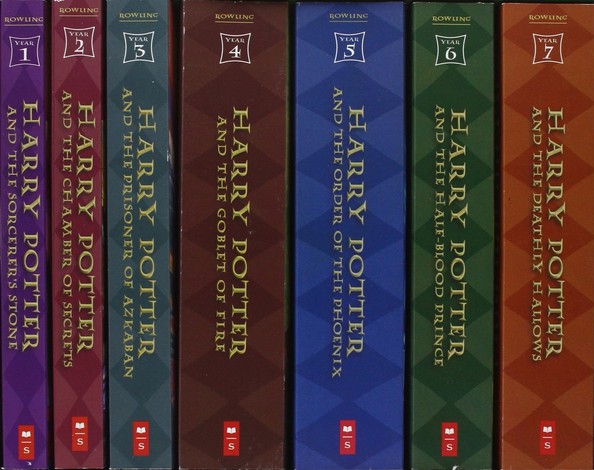 ROWLING
YEAR
1
HARRY POTTER
AND THE SORCERER'S STONE
S
ROWLING
YEAR
2
HARRY POTTER
AND THE CHAMBER OF SECRETS
S
ROWLING
YEAR
3
HARRY POTTER
AND THE PRISONER OF AZKABAN
S
ROWLING
YEAR
4
HARRY POTTER
AND THE GOBLET OF FIRE
S
ROWLING
YEAR
5
HARRY POTTER
AND THE ORDER OF THE PHOENIX
S
ROWLING
YEAR
6
HARRY POTTER
AND THE HALF-BLOOD PRINCE
S
ROWLING
YEAR
7
HARRY POTTER
AND THE DEATHLY HALLOWS
S